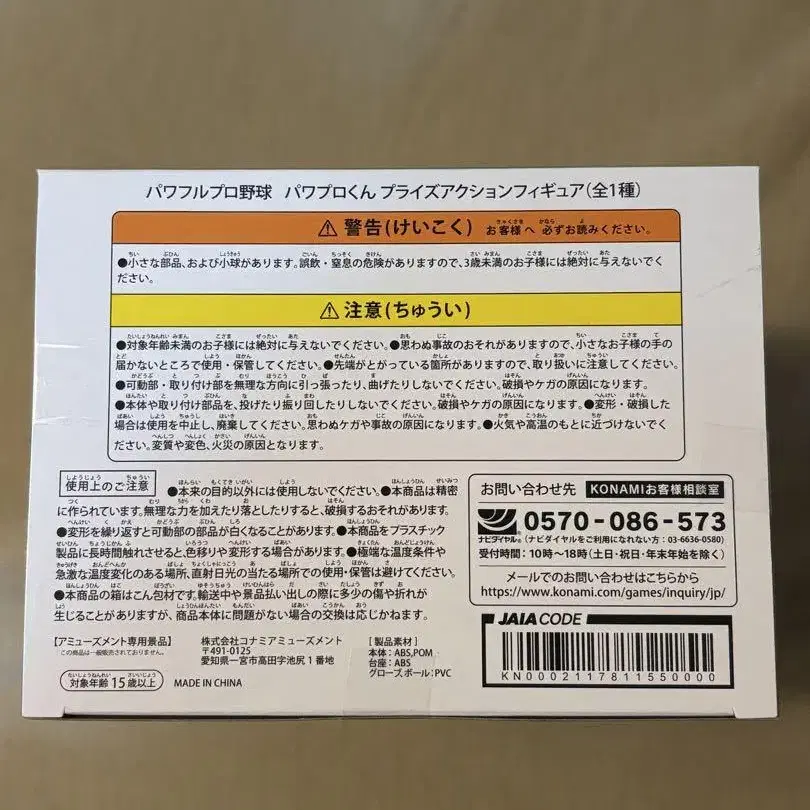 パワフルプロ野球 パワプロくん プライズアクションフィギュア(全1種)
⚠ 警告(けいこく) お客様へ 必ずお読みください。
●小さな部品、および小球があります。誤飲・窒息の危険がありますので、3歳未満のお子様には絶対に与えないでく
ださい。
⚠ 注意(ちゅうい)
●対象年齢未満のお子様には絶対に与えないでください。●思わぬ事故のおそれがありますので、小さなお子様の手の
届かないところで使用・保管してください。●先端がとがっている箇所がありますので、取り扱いに注意してください。
●可動部・取り付け部を無理な方向に引っ張ったり、曲げたりしないでください。破損やケガの原因になります。
●本体や取り付け部品を、投げたり振り回したりしないでください。破損やケガの原因になります。●変形・破損した
場合は使用を中止し、廃棄してください。思わぬケガや事故の原因になります。●火気や高温のもとに近づけないでく
ださい。変質や変色、火災の原因となります。
使用上のご注意
●本来の目的以外には使用しないでください。●本商品は精密
に作られています。無理な力を加えたり落としたりすると、破損するおそれがあります。
●変形を繰り返すと可動部の部品が白くなることがあります。●本商品をプラスチック
製品に長時間触れさせると、色移りや変形する場合があります。●極端な温度条件や
急激な温度変化のある場所、直射日光の当たる場所での使用・保管は避けてください。
●本商品の箱はこん包材です。輸送中や景品払い出しの際に多少の傷や折れが
生じることがありますが、商品本体に問題がない場合の交換は応じかねます。
お問い合わせ先 KONAMIお客様相談室
ナビダイヤル® 0570-086-573
(ナビダイヤルをご利用になれない方:03-6636-0580)
受付時間:10時〜18時(土日・祝日・年末年始を除く)
メールでのお問い合わせはこちらから
https://www.konami.com/games/inquiry/jp/
【アミューズメント専用景品】
この商品は一般市販されておりません。
対象年齢 15歳以上
株式会社コナミアミューズメント
〒491-0125
愛知県一宮市高田字池尻1番地
MADE IN CHINA
[製品素材]
本体:ABS,POM
台座:ABS
グローブ、ボール:PVC
JAIA CODE
KN000211781155​0000